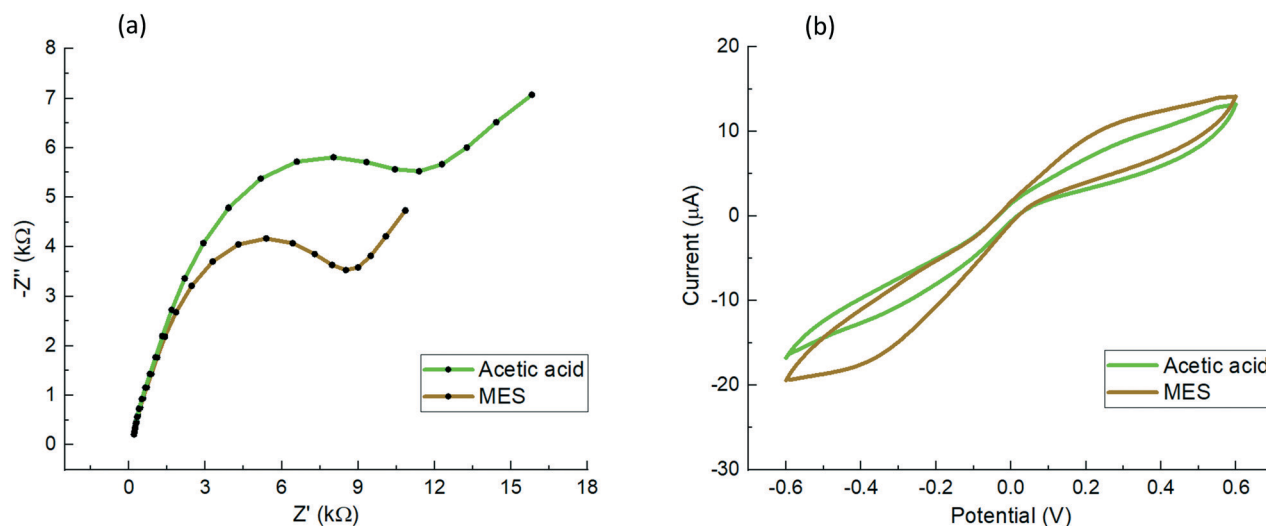 (a)
8
7
6
5
4
3
2
1
0
-Z'' (kΩ)
Acetic acid
MES
0 3 6 9 12 15 18
Z' (kΩ)
(b)
20
10
0
-10
-20
-30
Current (μA)
Acetic acid
MES
-0.6 -0.4 -0.2 0.0 0.2 0.4 0.6
Potential (V)